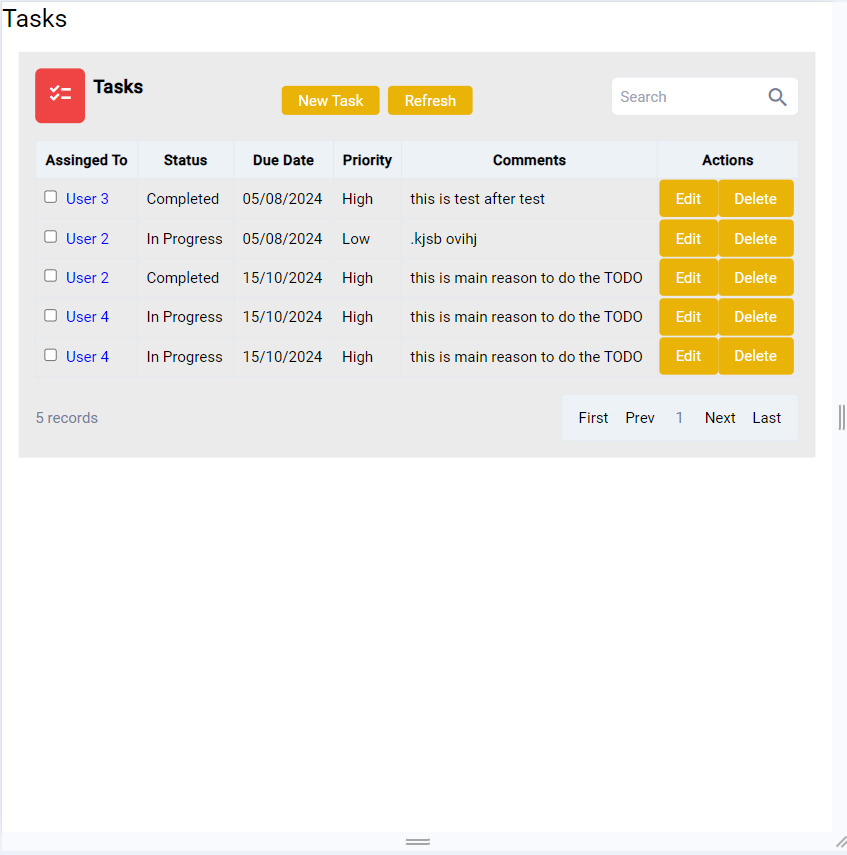 Tasks
Tasks
New Task Refresh
Search
Assinged To Status Due Date Priority Comments Actions
User 3 Completed 05/08/2024 High this is test after test Edit Delete
User 2 In Progress 05/08/2024 Low .kjsb ovihj Edit Delete
User 2 Completed 15/10/2024 High this is main reason to do the TODO Edit Delete
User 4 In Progress 15/10/2024 High this is main reason to do the TODO Edit Delete
User 4 In Progress 15/10/2024 High this is main reason to do the TODO Edit Delete
5 records First Prev 1 Next Last